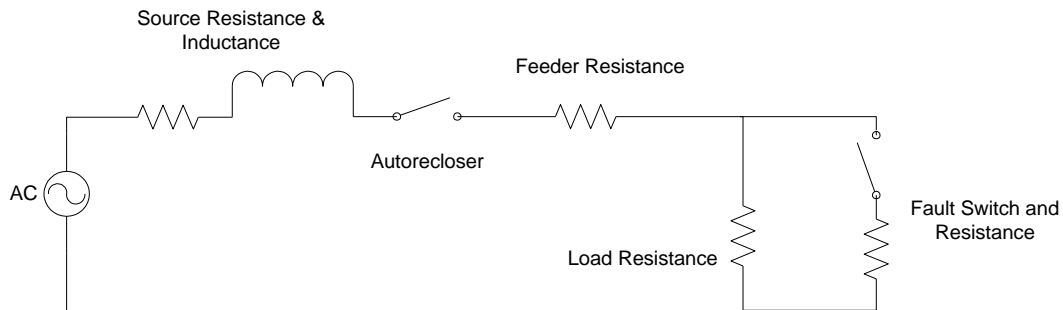 Source Resistance &
Inductance
Feeder Resistance
Autorecloser
AC
Load Resistance
Fault Switch and
Resistance